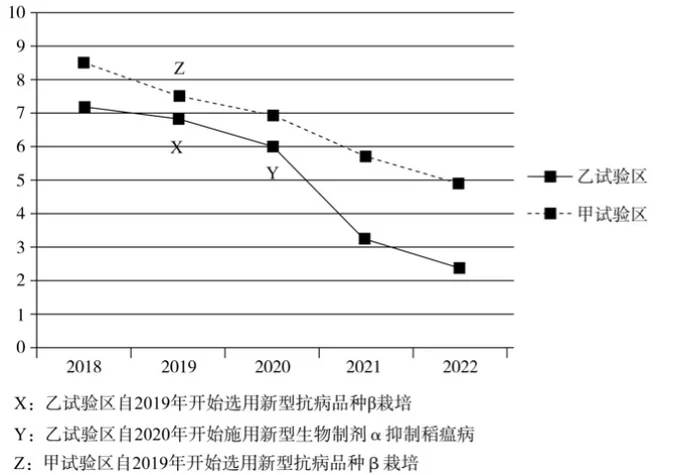 10
9
8
7
6
5
4
3
2
1
0
Z
X
Y
2018 2019 2020 2021 2022
乙试验区
甲试验区
X：乙试验区自2019年开始选用新型抗病品种β栽培
Y：乙试验区自2020年开始施用新型生物制剂α抑制稻瘟病
Z：甲试验区自2019年开始选用新型抗病品种β栽培